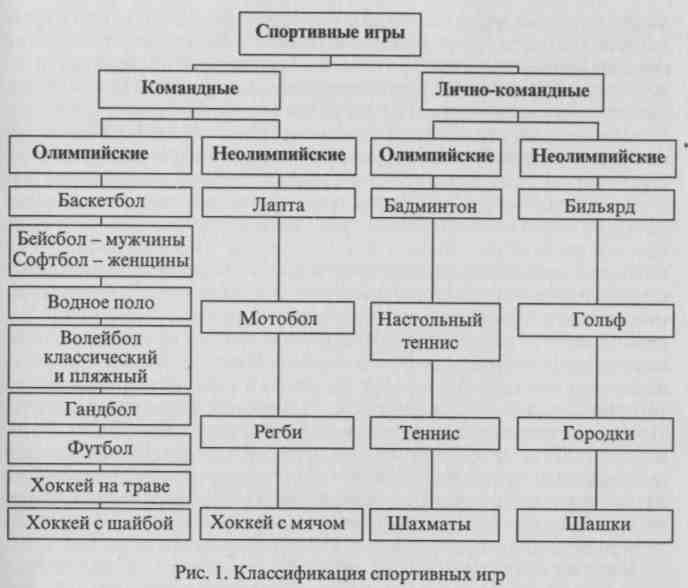 Спортивные игры
Командные
Лично-командные
Олимпийские
Неолимпийские
Олимпийские
Неолимпийские
Баскетбол
Лапта
Бадминтон
Бильярд
Бейсбол – мужчины
Софтбол – женщины
Водное поло
Мотобол
Настольный
теннис
Гольф
Волейбол
классический
и пляжный
Гандбол
Регби
Теннис
Городки
Футбол
Хоккей на траве
Хоккей с шайбой
Хоккей с мячом
Шахматы
Шашки
Рис. 1. Классификация спортивных игр